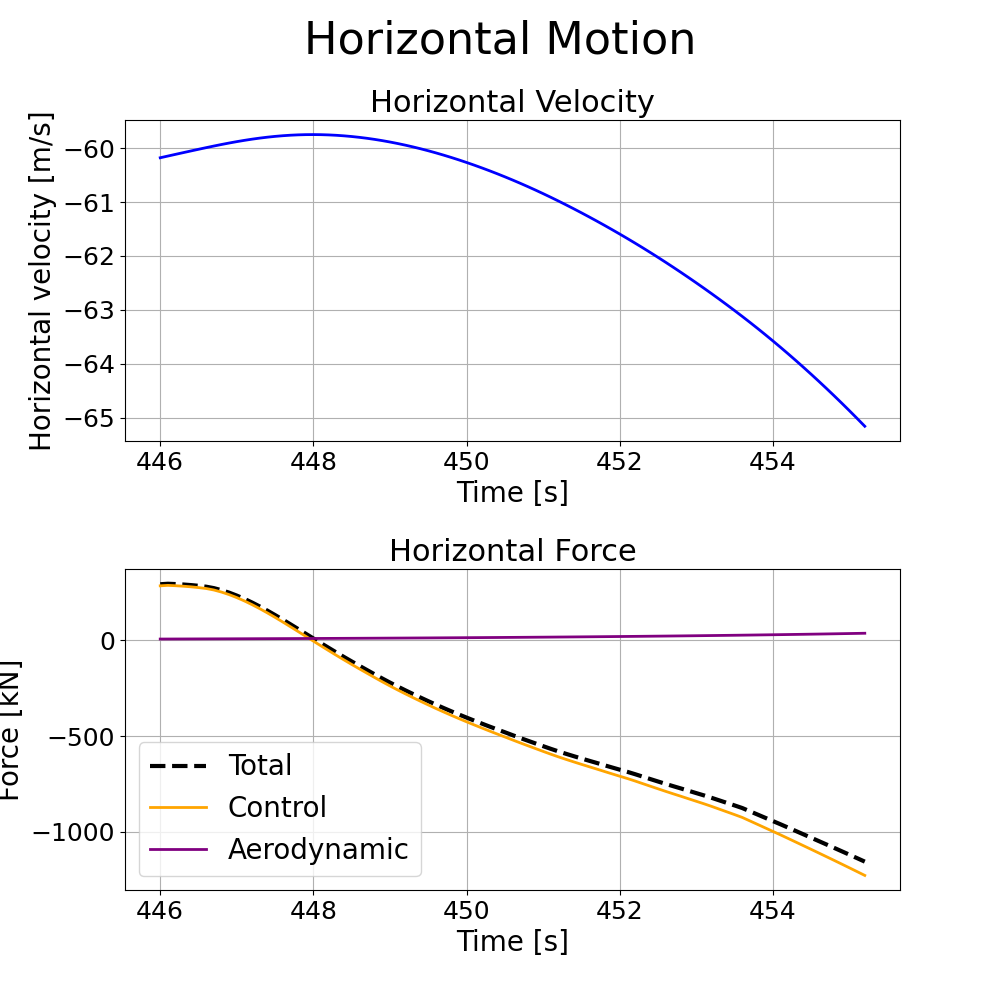 Horizontal Motion
Horizontal Velocity
Horizontal velocity [m/s]
−60
−61
−62
−63
−64
−65
446 448 450 452 454
Time [s]
Horizontal Force
Force [kN]
0
−500
−1000
Total
Control
Aerodynamic
446 448 450 452 454
Time [s]